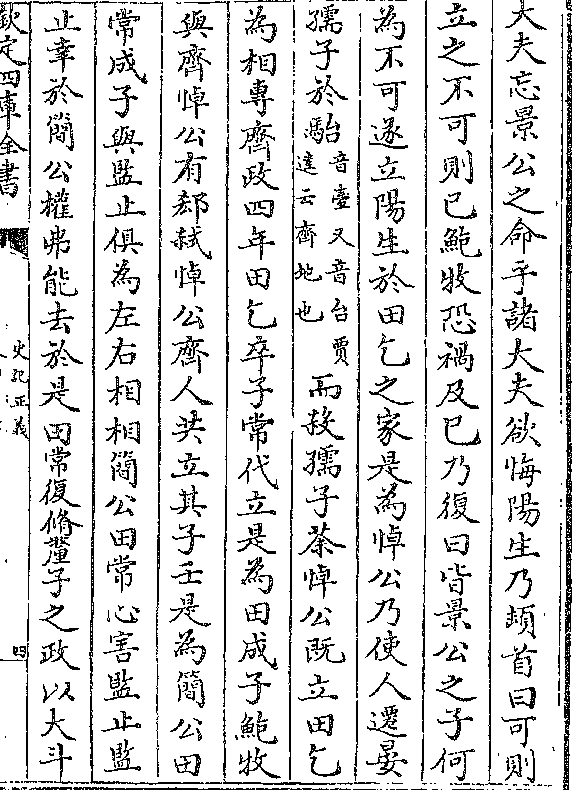 大夫忘景公之命乎諸大夫欲悔陽生乃頓首曰可則
立之不可則已鮑牧恐禍及己乃復曰皆景公之子何
為不可遂立陽生於田乞之家是為悼公乃使人遷晏
孺子於駘音臺又音台賈逵云齊地也而殺孺子荼悼公既立田乞
為相專齊政四年田乞卒子常代立是為田成子鮑牧
與齊悼公有郄弑悼公齊人共立其子壬是為簡公田
常成子與監止俱為左右相相簡公田常心害監止監
止幸於簡公權弗能去於是田常復脩釐子之政以大斗
欽定四庫全書
史記正義
四